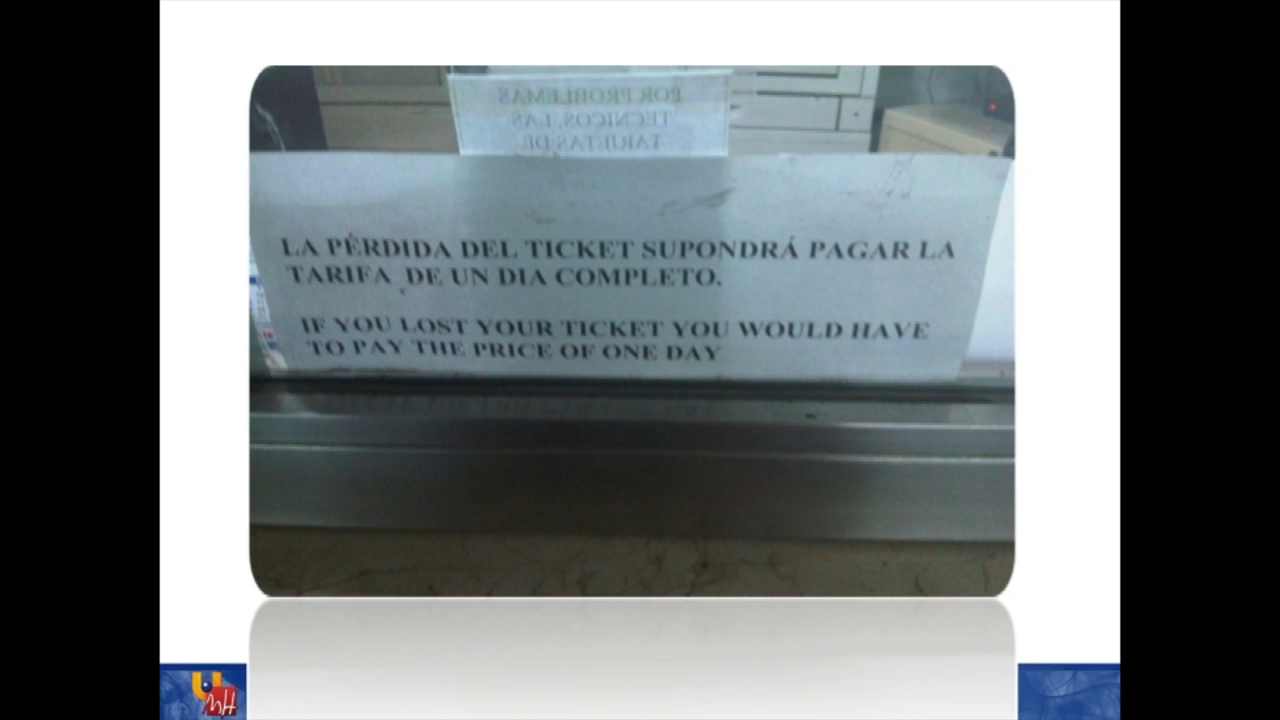 POR PROBLEMAS
TECNICOS, LAS
TARJETAS DE
LA PÉRDIDA DEL TICKET SUPONDRÁ PAGAR LA
TARIFA DE UN DIA COMPLETO.
IF YOU LOST YOUR TICKET YOU WOULD HAVE
TO PAY THE PRICE OF ONE DAY